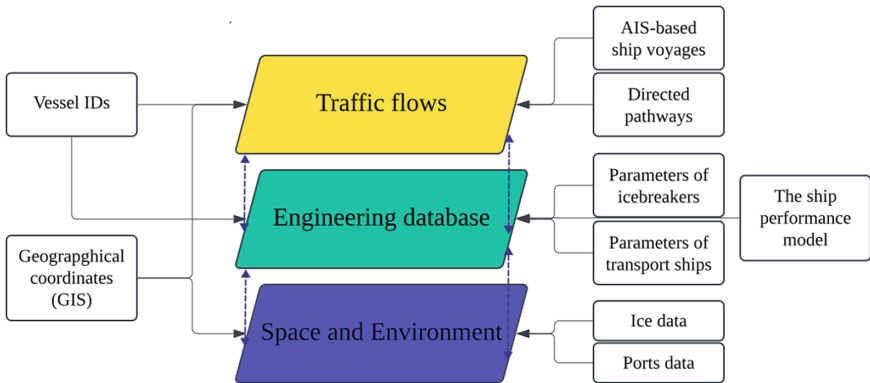 Vessel IDs
Geograpghical
coordinates
(GIS)
Traffic flows
Engineering database
Space and Environment
AIS-based
ship voyages
Directed
pathways
Parameters of
icebreakers
Parameters of
transport ships
Ice data
Ports data
The ship
performance
model